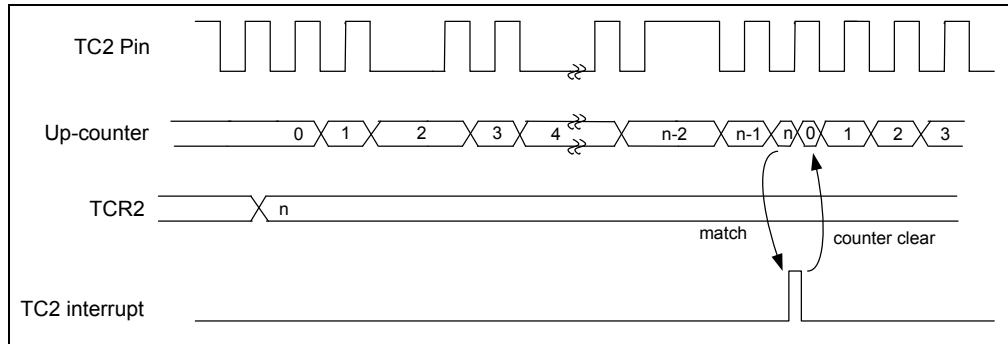 TC2 Pin
Up-counter 0 1 2 3 4 n-2 n-1 n 0 1 2 3
TCR2 n
match counter clear
TC2 interrupt